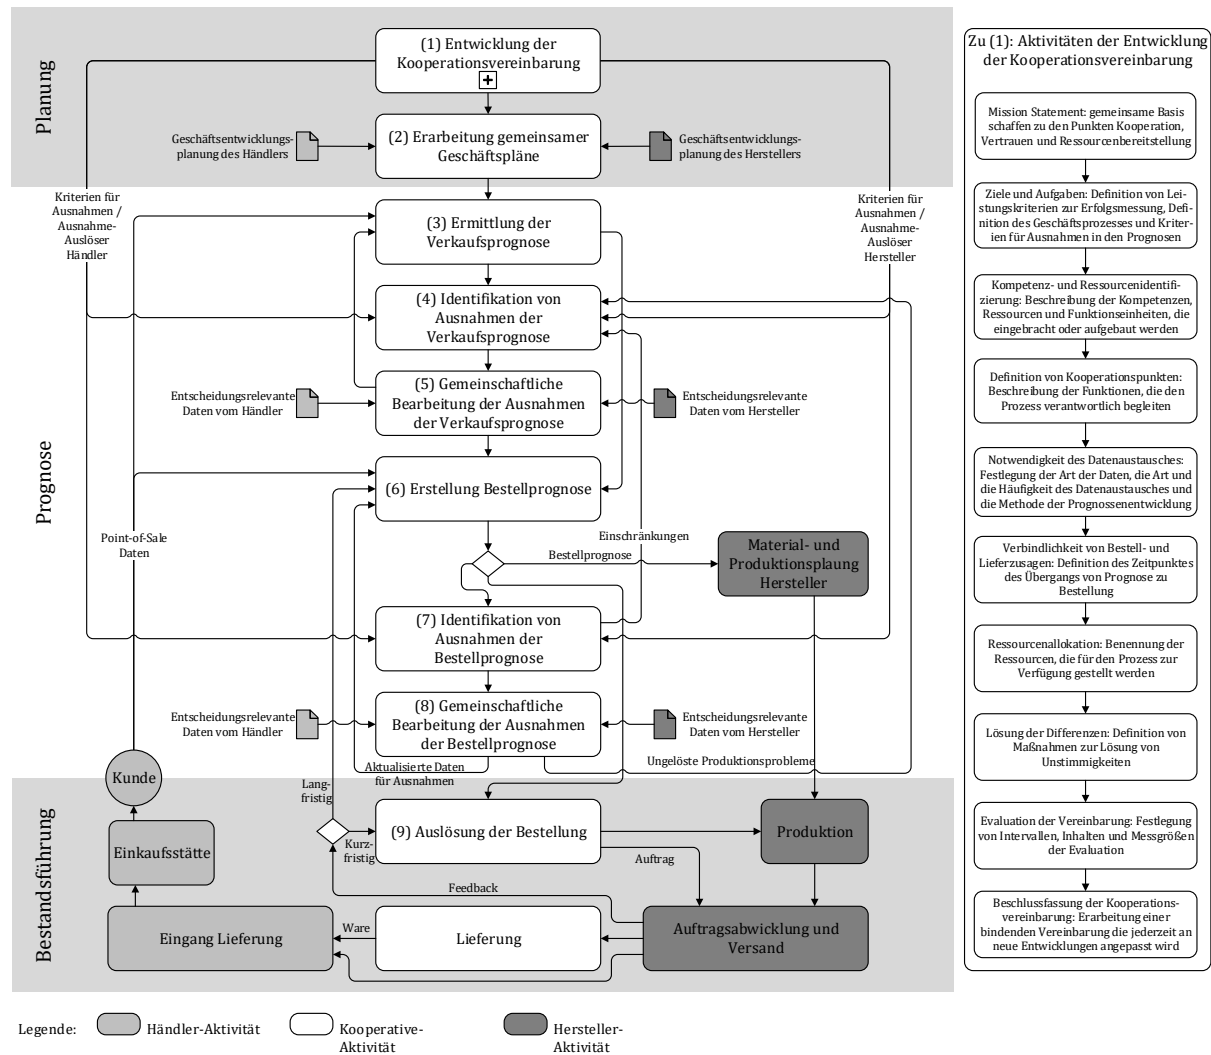 Planung
(1) Entwicklung der
Kooperationsvereinbarung
(2) Erarbeitung gemeinsamer
Geschäftspläne
Geschäftsentwicklungs-
planung des Händlers
Geschäftsentwicklungs-
planung des Herstellers
Kriterien für
Ausnahmen /
Ausnahme-
Auslöser
Händler
Kriterien für
Ausnahmen /
Ausnahme-
Auslöser
Hersteller
Prognose
(3) Ermittlung der
Verkaufsprognose
(4) Identifikation von
Ausnahmen der
Verkaufsprognose
(5) Gemeinschaftliche
Bearbeitung der Ausnahmen
der Verkaufsprognose
Entscheidungsrelevante
Daten vom Händler
Entscheidungsrelevante
Daten vom Hersteller
(6) Erstellung Bestellprognose
Point-of-Sale
Daten
Einschränkungen
Bestellprognose
Material- und
Produktionsplaung
Hersteller
(7) Identifikation von
Ausnahmen der
Bestellprognose
(8) Gemeinschaftliche
Bearbeitung der Ausnahmen
der Bestellprognose
Entscheidungsrelevante
Daten vom Händler
Entscheidungsrelevante
Daten vom Hersteller
Aktualisierte Daten
für Ausnahmen
Ungelöste Produktionsprobleme
Bestandsführung
Kunde
Lang-
fristig
Kurz-
fristig
(9) Auslösung der Bestellung
Produktion
Einkaufsstätte
Auftrag
Feedback
Eingang Lieferung
Ware
Lieferung
Auftragsabwicklung und
Versand
Zu (1): Aktivitäten der Entwicklung
der Kooperationsvereinbarung
Mission Statement: gemeinsame Basis
schaffen zu den Punkten Kooperation,
Vertrauen und Ressourcenbereitstellung
Ziele und Aufgaben: Definition von Lei-
stungskriterien zur Erfolgsmessung, Defi-
nition des Geschäftsprozesses und Kriter-
ien für Ausnahmen in den Prognosen
Kompetenz- und Ressourcenidentifi-
zierung: Beschreibung der Kompetenzen,
Ressourcen und Funktionseinheiten, die
eingebracht oder aufgebaut werden
Definition von Kooperationspunkten:
Beschreibung der Funktionen, die den
Prozess verantwortlich begleiten
Notwendigkeit des Datenaustausches:
Festlegung der Art der Daten, die Art und
die Häufigkeit des Datenaustausches und
die Methode der Prognossenentwicklung
Verbindlichkeit von Bestell- und
Lieferzusagen: Definition des Zeitpunktes
des Übergangs von Prognose zu
Bestellung
Ressourcenallokation: Benennung der
Ressourcen, die für den Prozess zur
Verfügung gestellt werden
Lösung der Differenzen: Definition von
Maßnahmen zur Lösung von
Unstimmigkeiten
Evaluation der Vereinbarung: Festlegung
von Intervallen, Inhalten und Messgrößen
der Evaluation
Beschlussfassung der Kooperations-
vereinbarung: Erarbeitung einer
bindenden Vereinbarung die jederzeit an
neue Entwicklungen angepasst wird
Legende:
Händler-Aktivität
Kooperative-
Aktivität
Hersteller-
Aktivität